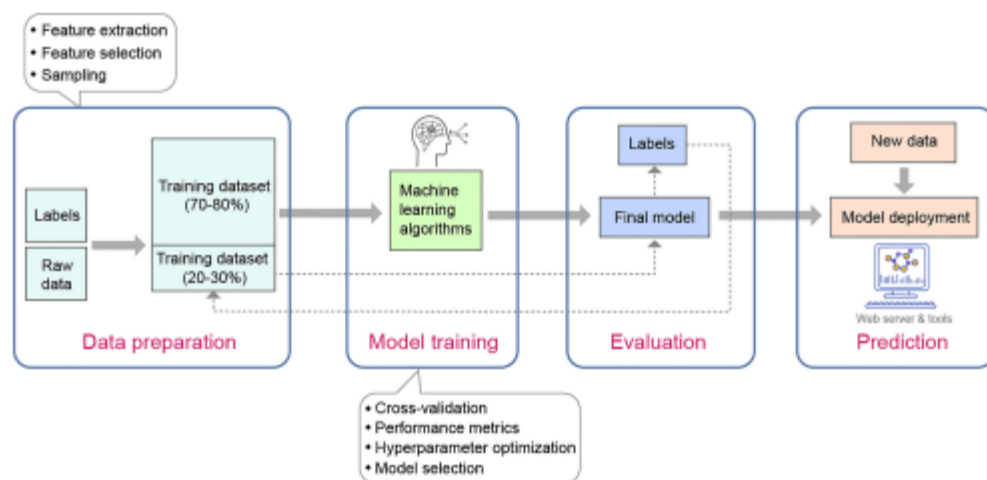 • Feature extraction
• Feature selection
• Sampling
Labels
Raw
data
Training dataset
(70-80%)
Training dataset
(20-30%)
Data preparation
Machine
learning
algorithms
Model training
• Cross-validation
• Performance metrics
• Hyperparameter optimization
• Model selection
Labels
Final model
Evaluation
New data
Model deployment
Web server & tools
Prediction